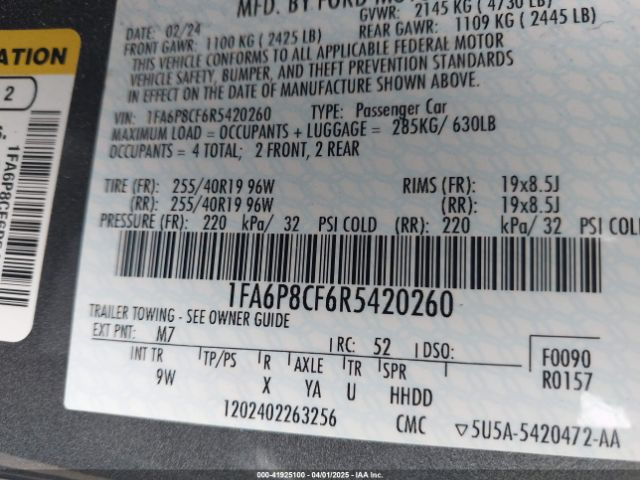 MFD. BY FORD MO
GVWR: 2145 KG ( 4730 LB)
DATE: 02/24
REAR GAWR: 1109 KG ( 2445 LB)
FRONT GAWR: 1100 KG ( 2425 LB)
THIS VEHICLE CONFORMS TO ALL APPLICABLE FEDERAL MOTOR
VEHICLE SAFETY, BUMPER, AND THEFT PREVENTION STANDARDS
IN EFFECT ON THE DATE OF MANUFACTURE SHOWN ABOVE
VIN: 1FA6P8CF6R5420260 TYPE: Passenger Car
MAXIMUM LOAD = OCCUPANTS + LUGGAGE = 285KG/ 630LB
OCCUPANTS = 4 TOTAL; 2 FRONT, 2 REAR
TIRE (FR): 255/40R19 96W RIMS (FR): 19x8.5J
(RR): 255/40R19 96W (RR): 19x8.5J
PRESSURE (FR): 220 kPa/ 32 PSI COLD (RR): 220 kPa/ 32 PSI COL
1FA6P8CF6R5420260
TRAILER TOWING - SEE OWNER GUIDE
EXT PNT: M7 RC: 52 DSO: F0090
INT TR TP/PS R AXLE TR SPR R0157
9W X YA U HHDD
1202402263256 CMC ▽5U5A-5420472-AA
ATION
2
1FA6P8CF6R5
000-41925100 04/01/2025 IAA Inc.